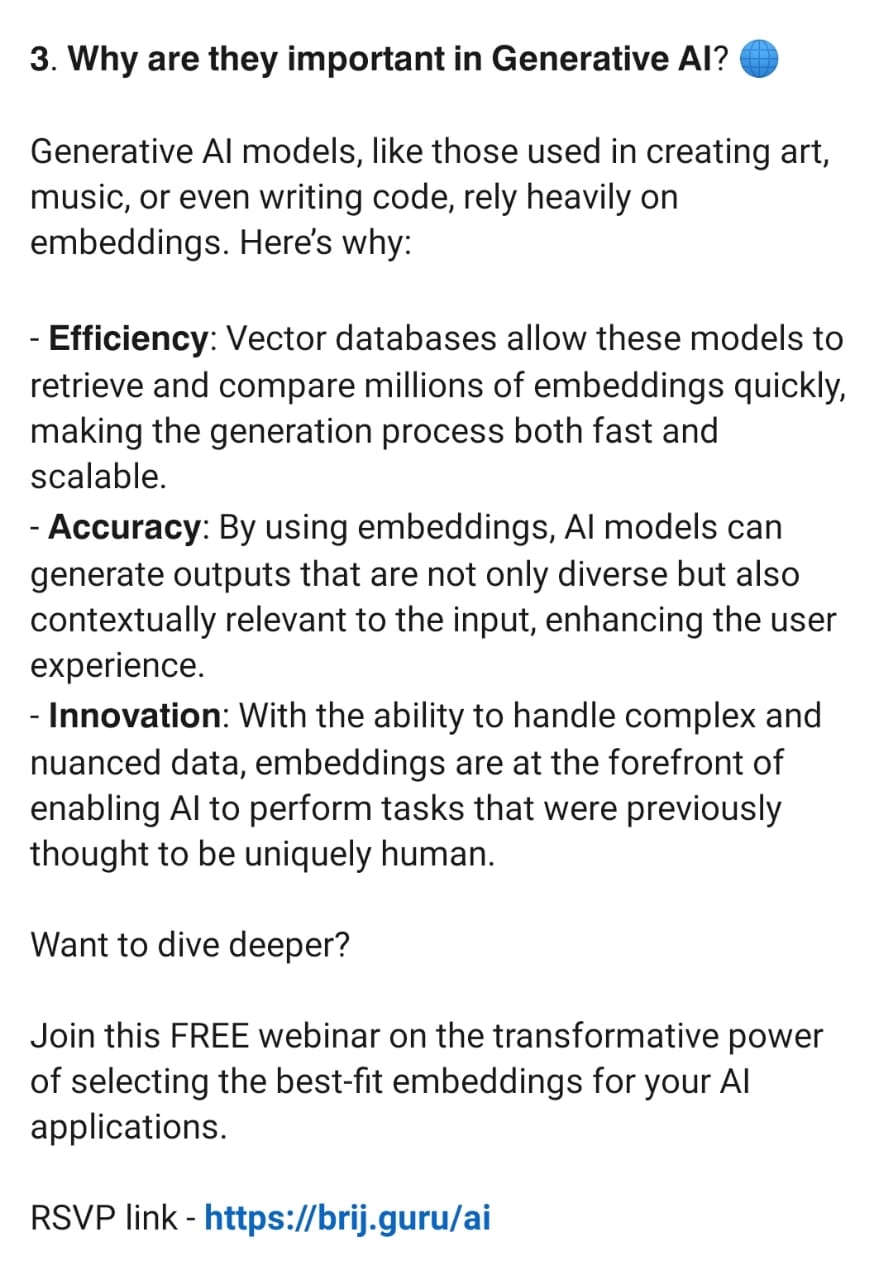 3. Why are they important in Generative AI? 🌐
Generative AI models, like those used in creating art,
music, or even writing code, rely heavily on
embeddings. Here’s why:
- Efficiency: Vector databases allow these models to
retrieve and compare millions of embeddings quickly,
making the generation process both fast and
scalable.
- Accuracy: By using embeddings, AI models can
generate outputs that are not only diverse but also
contextually relevant to the input, enhancing the user
experience.
- Innovation: With the ability to handle complex and
nuanced data, embeddings are at the forefront of
enabling AI to perform tasks that were previously
thought to be uniquely human.
Want to dive deeper?
Join this FREE webinar on the transformative power
of selecting the best-fit embeddings for your AI
applications.
RSVP link - https://brij.guru/ai